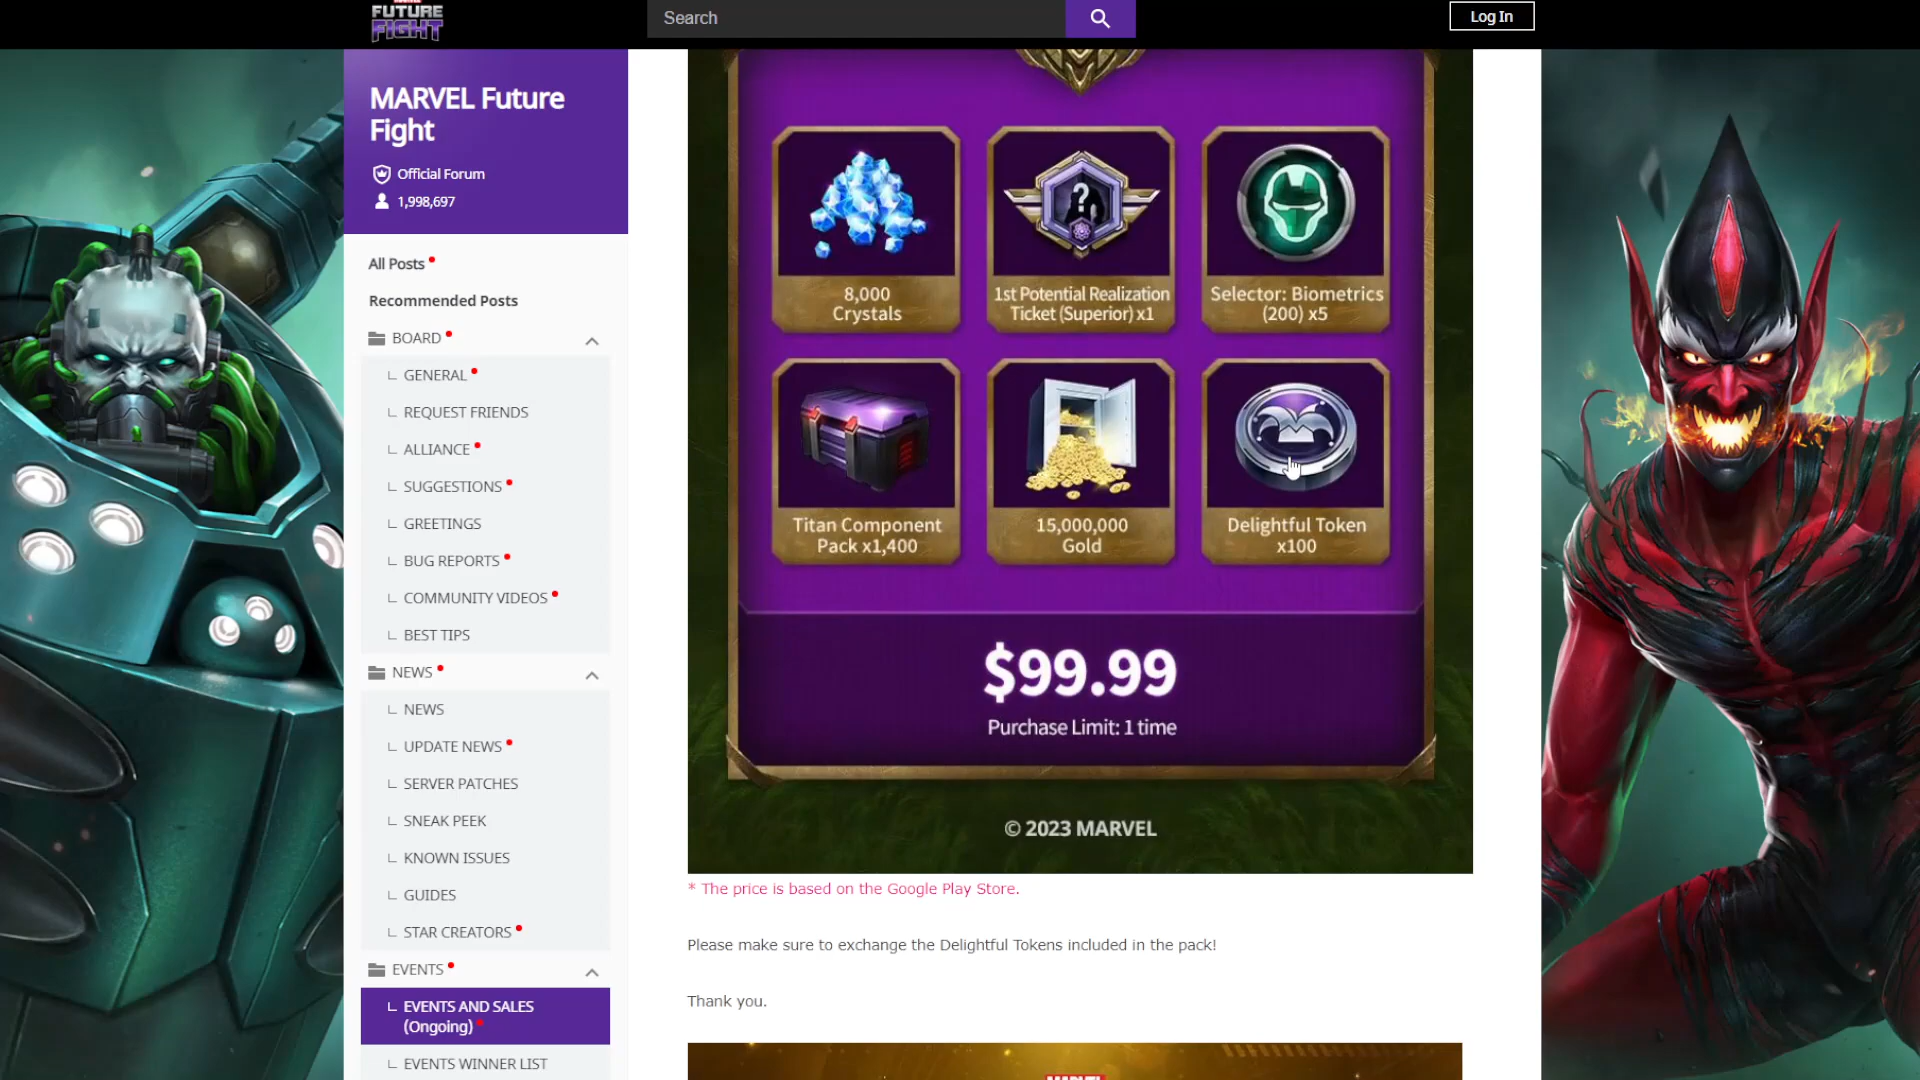 FUTURE
FIGHT
Search
Log In
MARVEL Future
Fight
Official Forum
1,998,697
All Posts
Recommended Posts
BOARD
GENERAL
REQUEST FRIENDS
ALLIANCE
SUGGESTIONS
GREETINGS
BUG REPORTS
COMMUNITY VIDEOS
BEST TIPS
NEWS
NEWS
UPDATE NEWS
SERVER PATCHES
SNEAK PEEK
KNOWN ISSUES
GUIDES
STAR CREATORS
EVENTS
EVENTS AND SALES
(Ongoing)
EVENTS WINNER LIST
8,000
Crystals
1st Potential Realization
Ticket (Superior) x1
Selector: Biometrics
(200) x5
Titan Component
Pack x1,400
15,000,000
Gold
Delightful Token
x100
$99.99
Purchase Limit: 1 time
© 2023 MARVEL
* The price is based on the Google Play Store.
Please make sure to exchange the Delightful Tokens included in the pack!
Thank you.